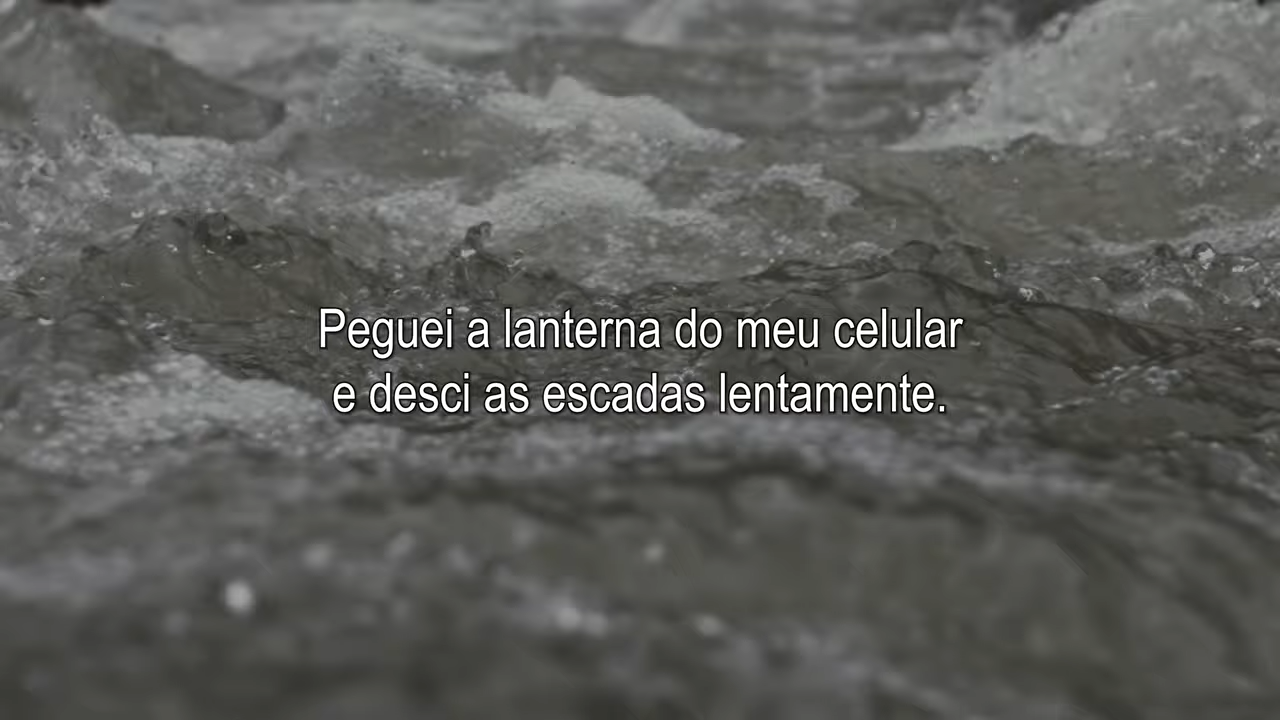 Peguei a lanterna do meu celular
e desci as escadas lentamente.